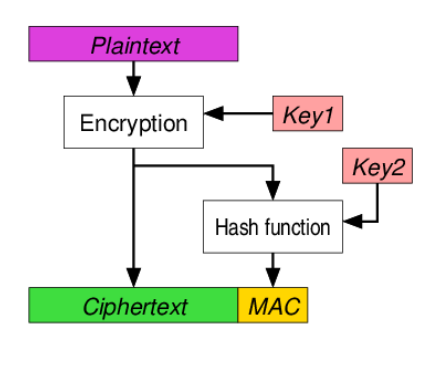 Plaintext
Encryption
Key1
Key2
Hash function
Ciphertext
MAC